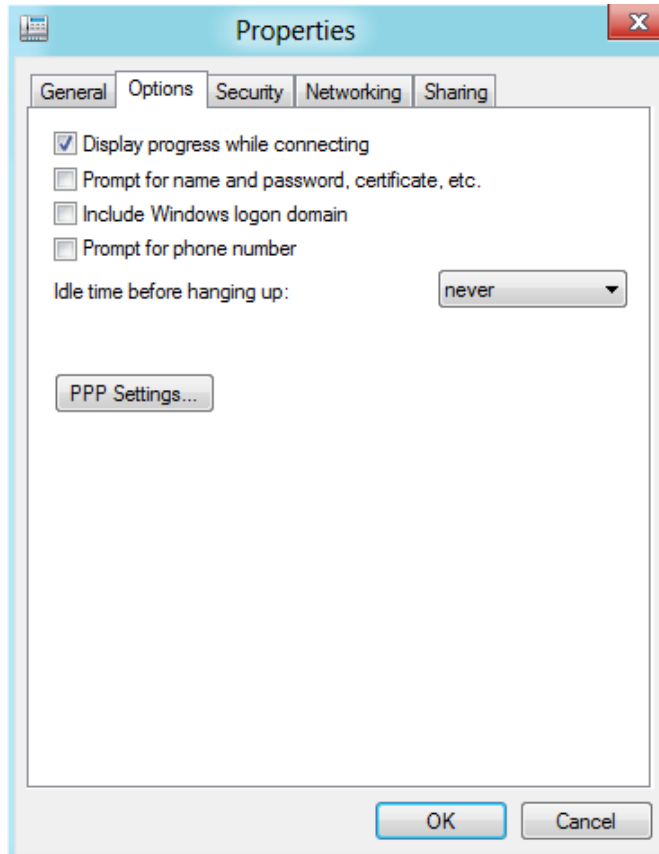 Properties
General Options Security Networking Sharing
Display progress while connecting
Prompt for name and password, certificate, etc.
Include Windows logon domain
Prompt for phone number
Idle time before hanging up: never
PPP Settings...
OK Cancel